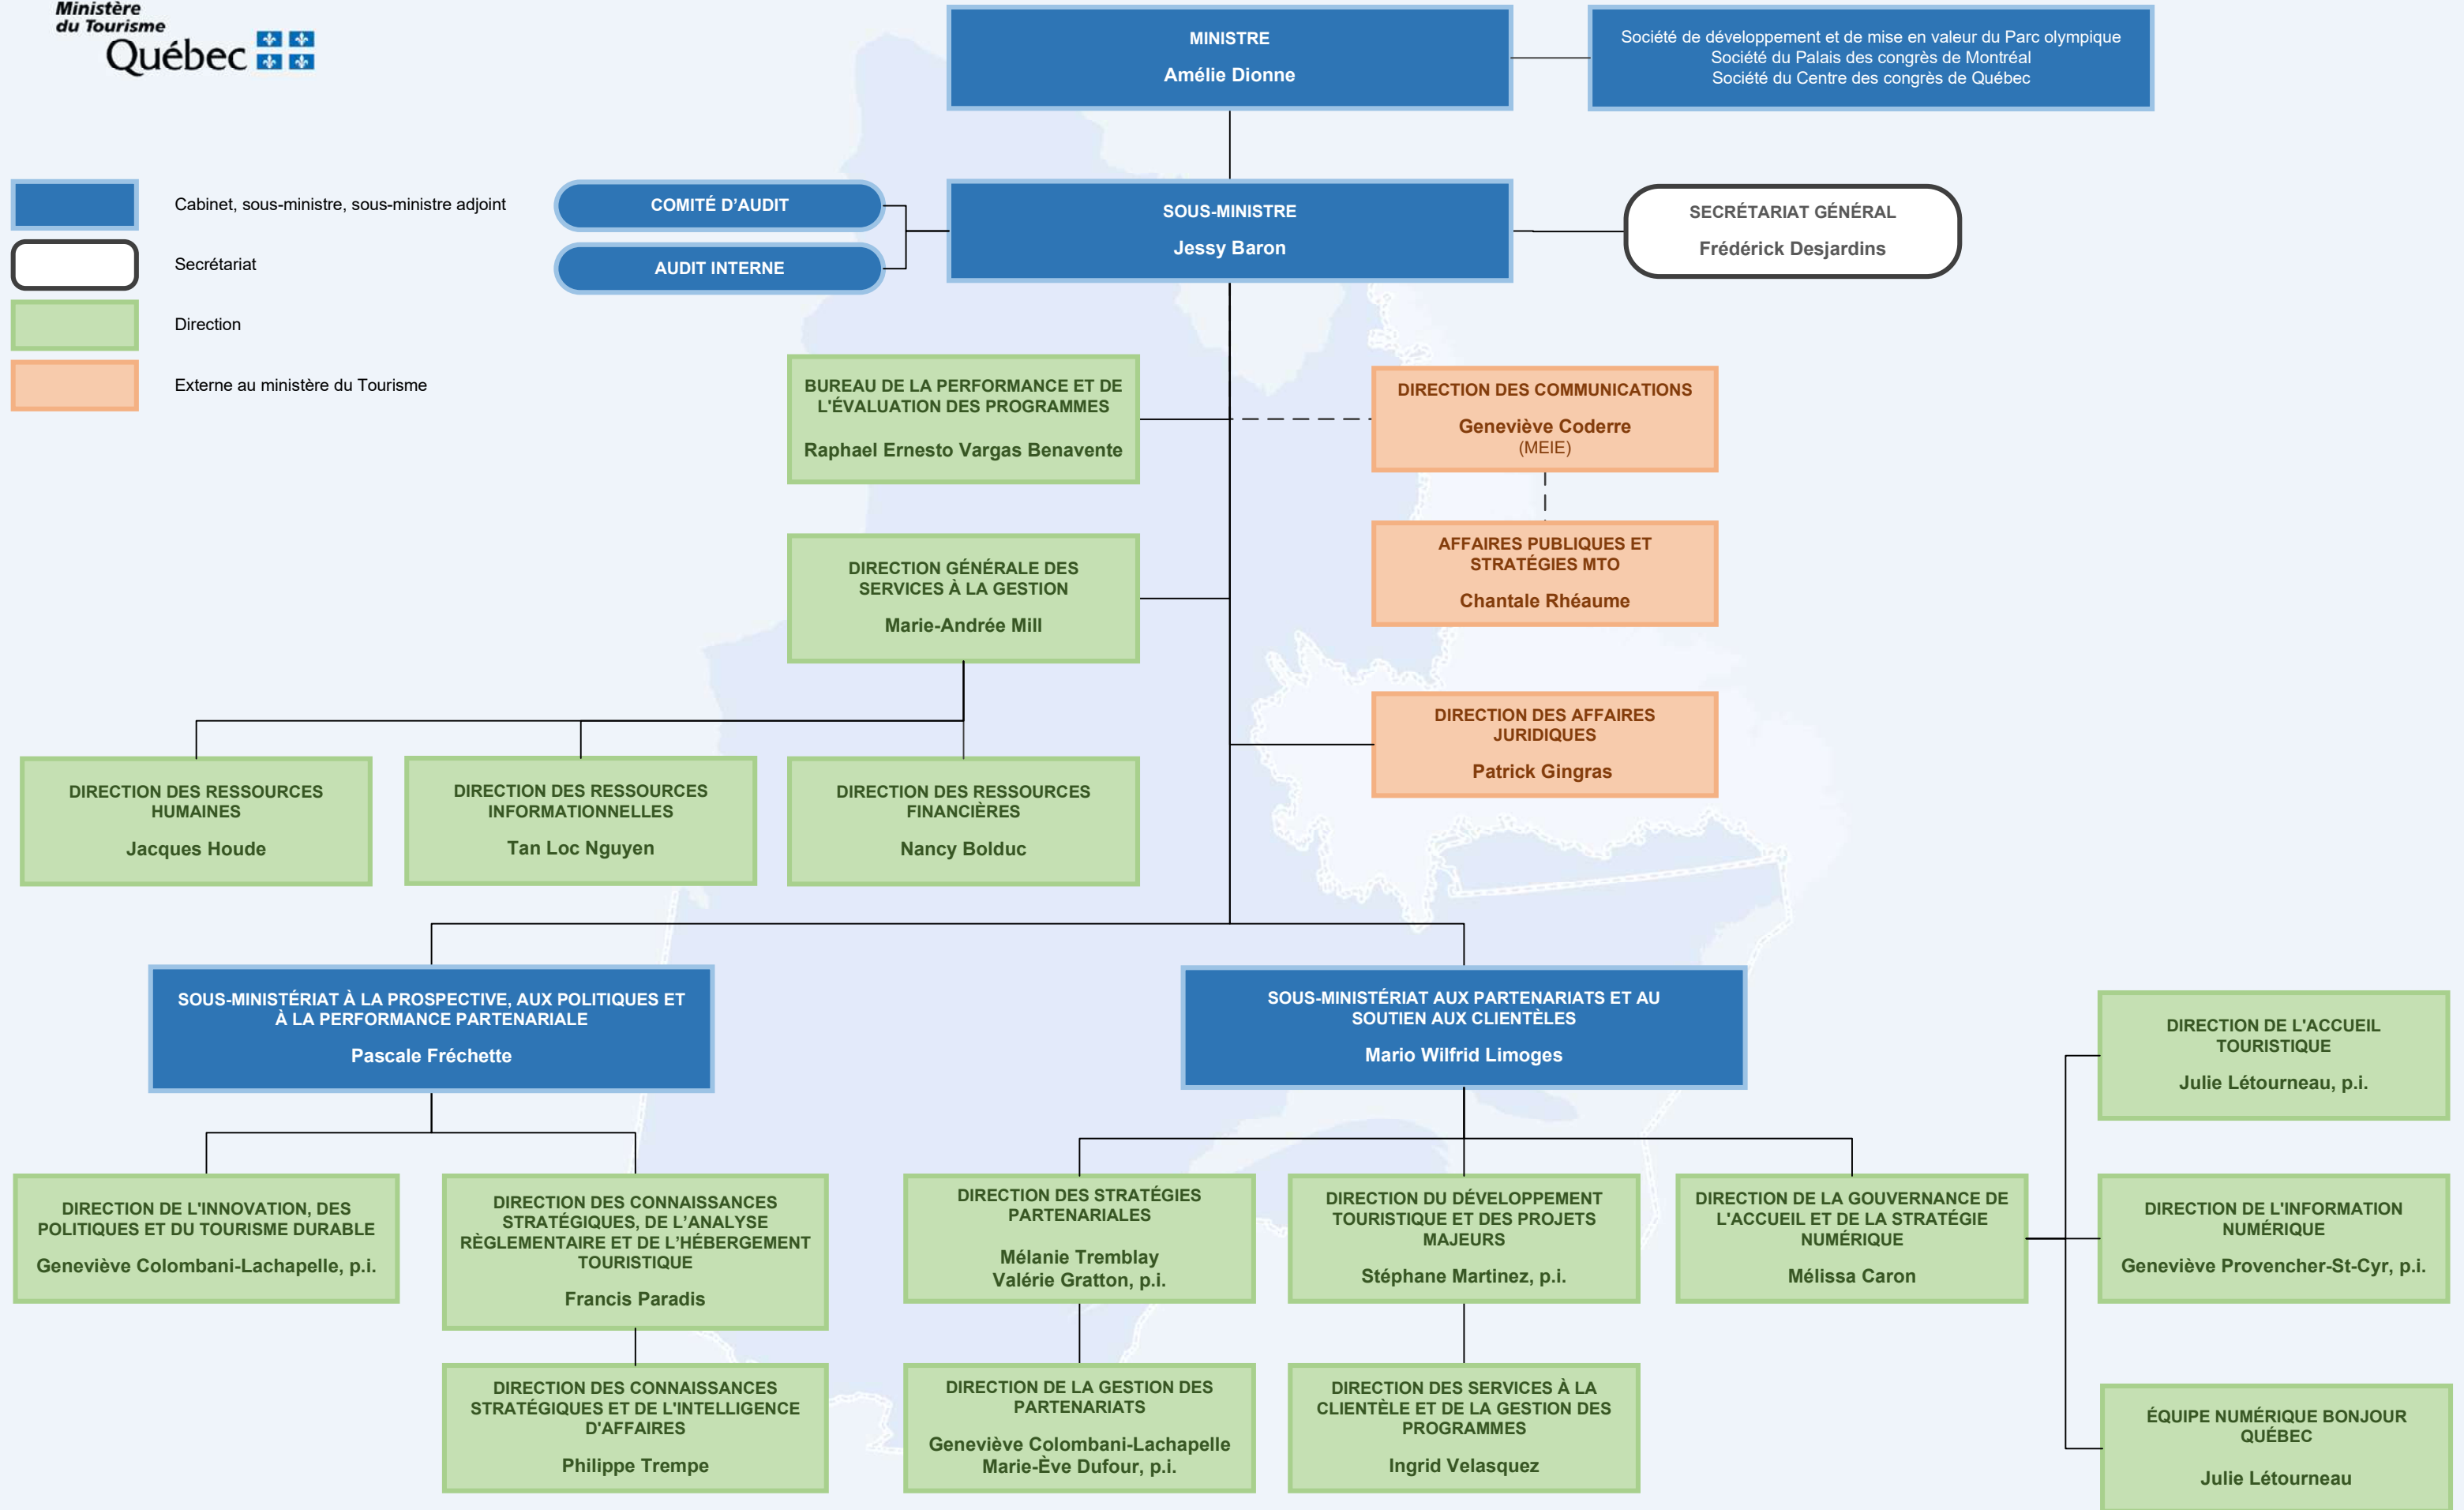 Ministère
du Tourisme
Québec
MINISTRE
Amélie Dionne
Société de développement et de mise en valeur du Parc olympique
Société du Palais des congrès de Montréal
Société du Centre des congrès de Québec
Cabinet, sous-ministre, sous-ministre adjoint
Secrétariat
Direction
Externe au ministère du Tourisme
COMITÉ D’AUDIT
AUDIT INTERNE
SOUS-MINISTRE
Jessy Baron
SECRÉTARIAT GÉNÉRAL
Frédérick Desjardins
BUREAU DE LA PERFORMANCE ET DE
L'ÉVALUATION DES PROGRAMMES
Raphael Ernesto Vargas Benavente
DIRECTION DES COMMUNICATIONS
Geneviève Coderre
(MEIE)
DIRECTION GÉNÉRALE DES
SERVICES À LA GESTION
Marie-Andrée Mill
AFFAIRES PUBLIQUES ET
STRATÉGIES MTO
Chantale Rhéaume
DIRECTION DES AFFAIRES
JURIDIQUES
Patrick Gingras
DIRECTION DES RESSOURCES
HUMAINES
Jacques Houde
DIRECTION DES RESSOURCES
INFORMATIONNELLES
Tan Loc Nguyen
DIRECTION DES RESSOURCES
FINANCIÈRES
Nancy Bolduc
SOUS-MINISTÉRIAT À LA PROSPECTIVE, AUX POLITIQUES ET
À LA PERFORMANCE PARTENARIALE
Pascale Fréchette
SOUS-MINISTÉRIAT AUX PARTENARIATS ET AU
SOUTIEN AUX CLIENTÈLES
Mario Wilfrid Limoges
DIRECTION DE L'INNOVATION, DES
POLITIQUES ET DU TOURISME DURABLE
Geneviève Colombani-Lachapelle, p.i.
DIRECTION DES CONNAISSANCES
STRATÉGIQUES, DE L’ANALYSE
RÈGLEMENTAIRE ET DE L’HÉBERGEMENT
TOURISTIQUE
Francis Paradis
DIRECTION DES CONNAISSANCES
STRATÉGIQUES ET DE L'INTELLIGENCE
D'AFFAIRES
Philippe Trempe
DIRECTION DES STRATÉGIES
PARTENARIALES
Mélanie Tremblay
Valérie Gratton, p.i.
DIRECTION DE LA GESTION DES
PARTENARIATS
Geneviève Colombani-Lachapelle
Marie-Ève Dufour, p.i.
DIRECTION DU DÉVELOPPEMENT
TOURISTIQUE ET DES PROJETS
MAJEURS
Stéphane Martinez, p.i.
DIRECTION DES SERVICES À LA
CLIENTÈLE ET DE LA GESTION DES
PROGRAMMES
Ingrid Velasquez
DIRECTION DE LA GOUVERNANCE DE
L'ACCUEIL ET DE LA STRATÉGIE
NUMÉRIQUE
Mélissa Caron
DIRECTION DE L'ACCUEIL
TOURISTIQUE
Julie Létourneau, p.i.
DIRECTION DE L'INFORMATION
NUMÉRIQUE
Geneviève Provencher-St-Cyr, p.i.
ÉQUIPE NUMÉRIQUE BONJOUR
QUÉBEC
Julie Létourneau